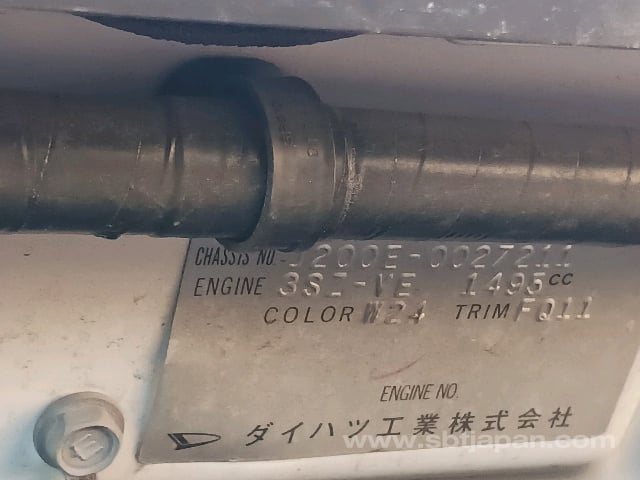 CHASSIS NO. J200E-0027211
ENGINE 3SZ-VE 1495cc
COLOR W24 TRIM FQ11
ENGINE NO.
ダイハツ工業株式会社
www.sbtjapan.com
E